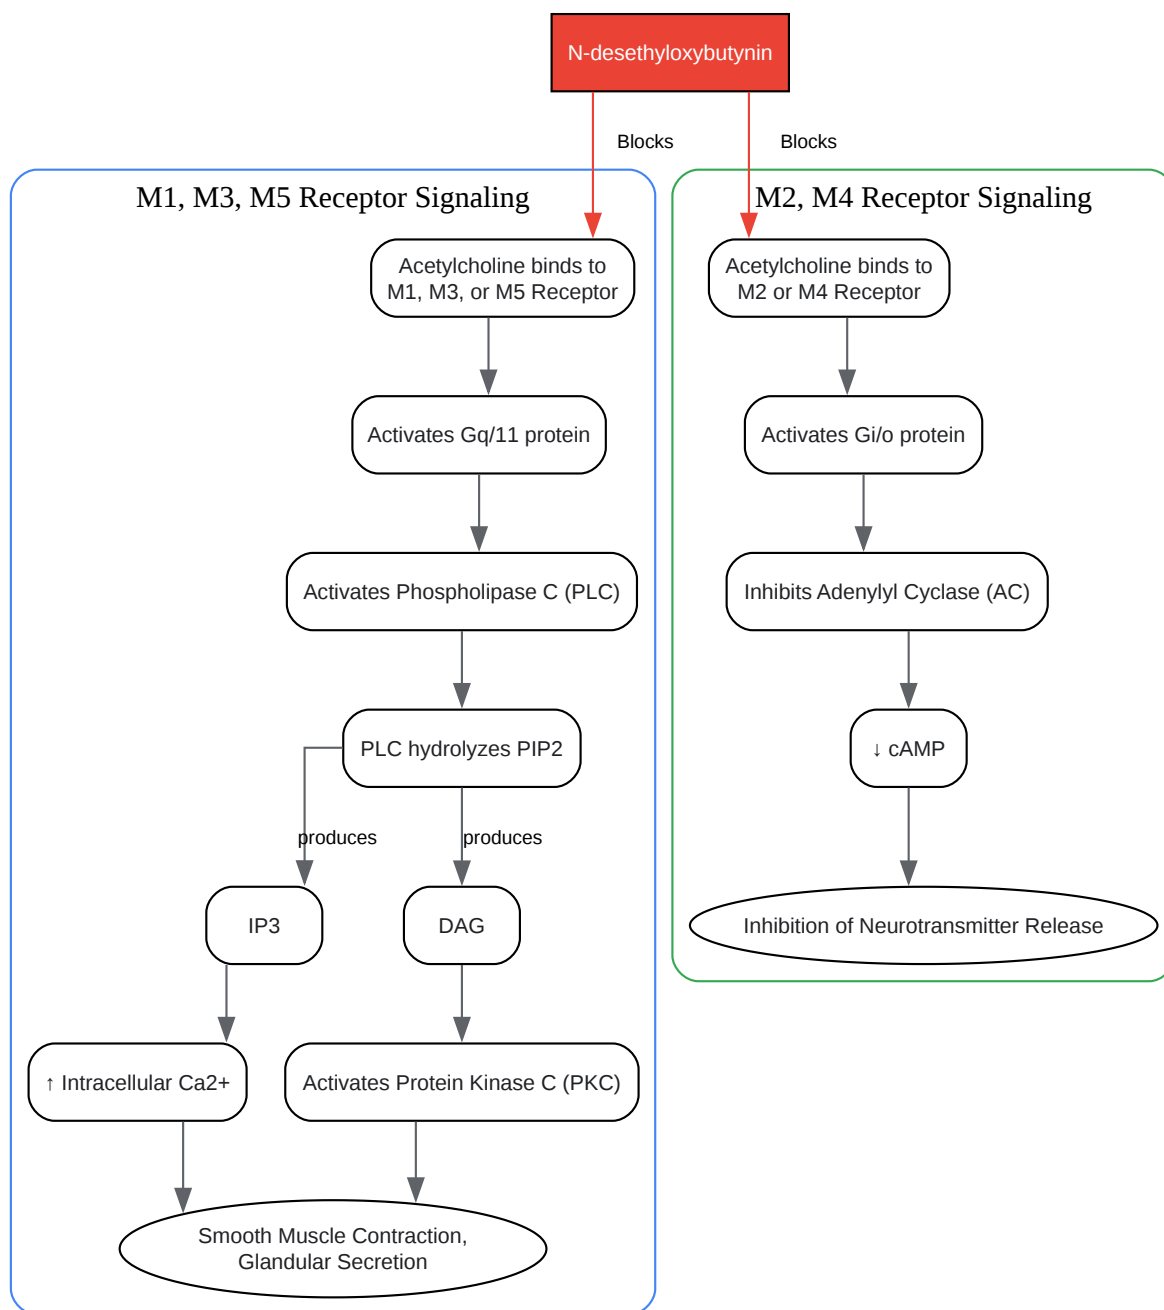 N-desethyloxybutynin
Blocks
Blocks
M1, M3, M5 Receptor Signaling
Acetylcholine binds to
M1, M3, or M5 Receptor
Activates Gq/11 protein
Activates Phospholipase C (PLC)
PLC hydrolyzes PIP2
produces
produces
IP3
DAG
↑ Intracellular Ca2+
Activates Protein Kinase C (PKC)
Smooth Muscle Contraction,
Glandular Secretion
M2, M4 Receptor Signaling
Acetylcholine binds to
M2 or M4 Receptor
Activates Gi/o protein
Inhibits Adenylyl Cyclase (AC)
↓ cAMP
Inhibition of Neurotransmitter Release